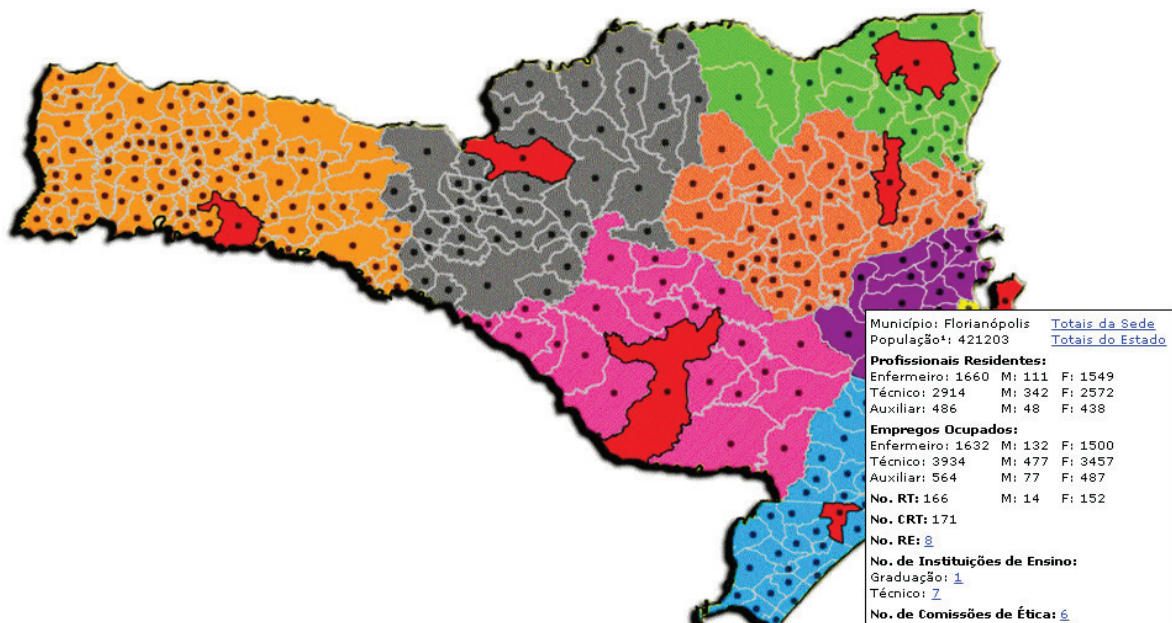 Município: Florianópolis Totais da Sede
População¹: 421203 Totais do Estado
Profissionais Residentes:
Enfermeiro: 1660 M: 111 F: 1549
Técnico: 2914 M: 342 F: 2572
Auxiliar: 486 M: 48 F: 438
Empregos Ocupados:
Enfermeiro: 1632 M: 132 F: 1500
Técnico: 3934 M: 477 F: 3457
Auxiliar: 564 M: 77 F: 487
No. RT: 166 M: 14 F: 152
No. CRT: 171
No. RE: 8
No. de Instituições de Ensino:
Graduação: 1
Técnico: 7
No. de Comissões de Ética: 6